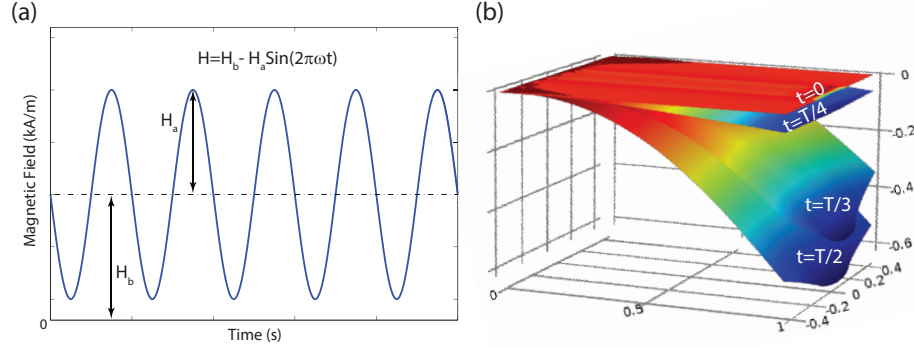 (a)
H=H_b- H_aSin(2πωt)
H_a
H_b
Magnetic Field (kA/m)
0
Time (s)
(b)
t=0
t=T/4
t=T/3
t=T/2
0
-0.2
-0.4
-0.6
0.4
0.2
0
-0.2
-0.4
0
0.5
1